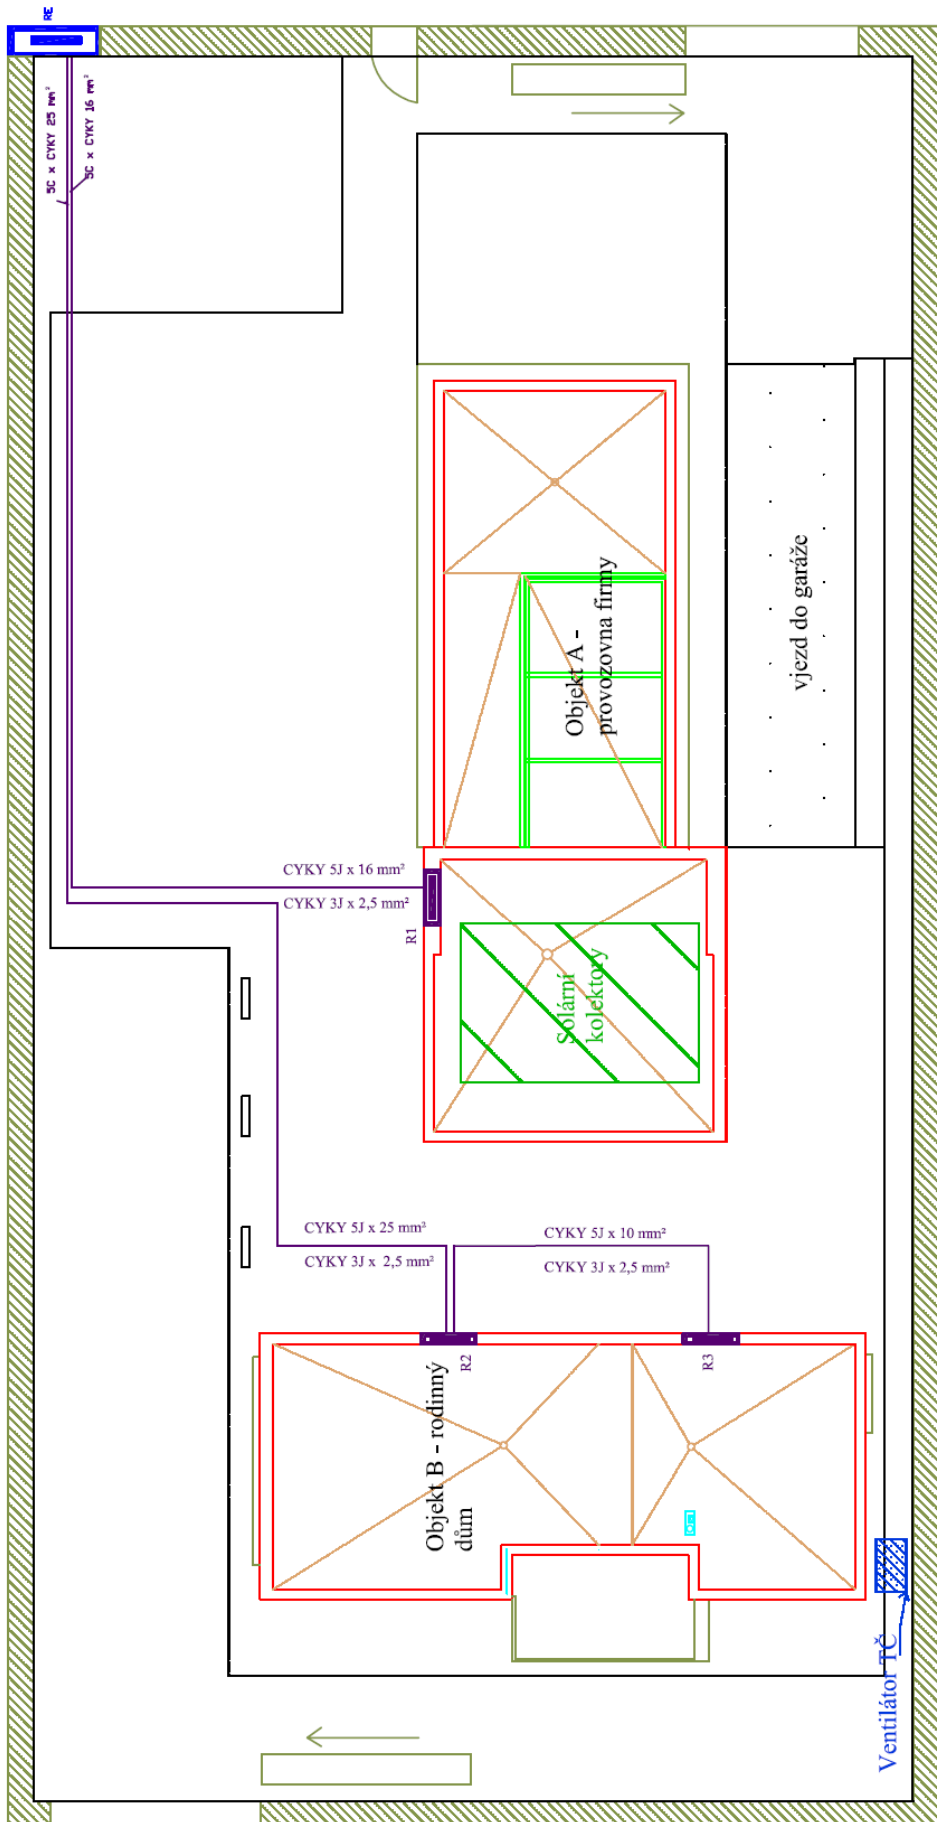 RE
5C x CYKY 25 mm²
5C x CYKY 16 mm²
Objekt A -
provozovna firmy
vjezd do garáže
CYKY 5J x 16 mm²
CYKY 3J x 2,5 mm²
R1
Solární
kolektory
CYKY 5J x 25 mm²
CYKY 3J x 2,5 mm²
CYKY 5J x 10 mm²
CYKY 3J x 2,5 mm²
R2
R3
Objekt B - rodinný
dům
Ventilátor TČ